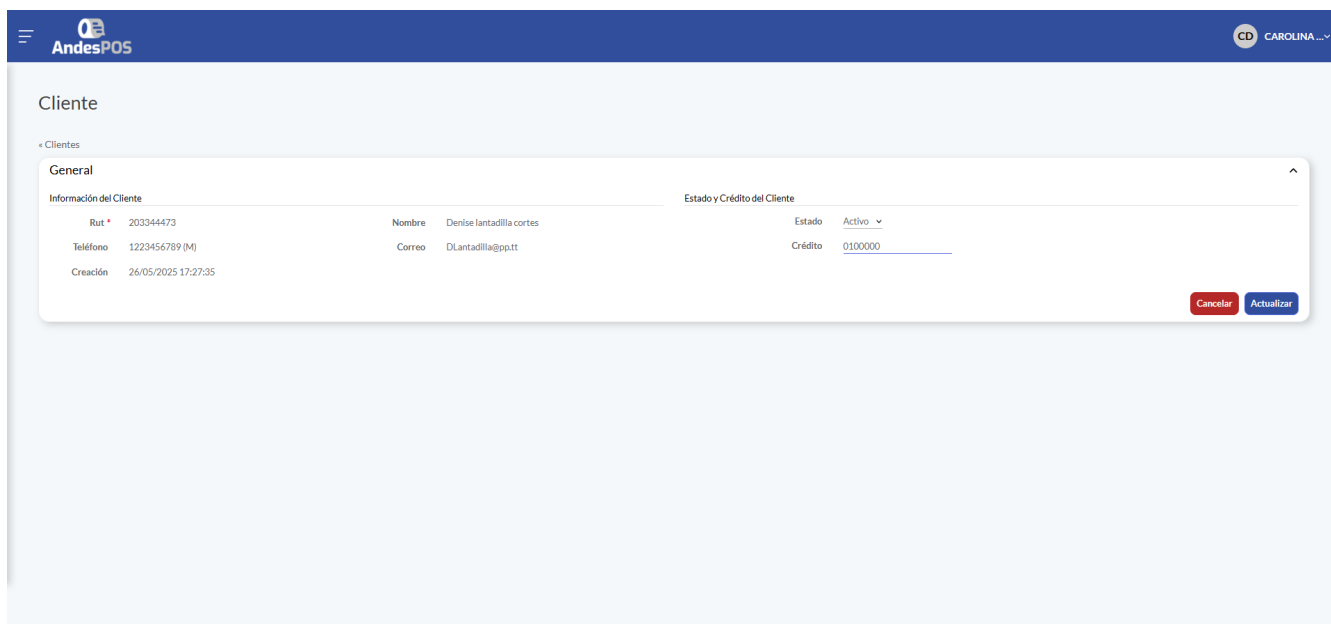 AndesPOS
CD CAROLINA ...
Cliente
« Clientes
General
Información del Cliente
Estado y Crédito del Cliente
Rut * 203344473 Nombre Denise lantadilla cortes Estado Activo
Teléfono 1223456789 (M) Correo DLantadilla@pp.tt Crédito 0100000
Creación 26/05/2025 17:27:35
Cancelar Actualizar